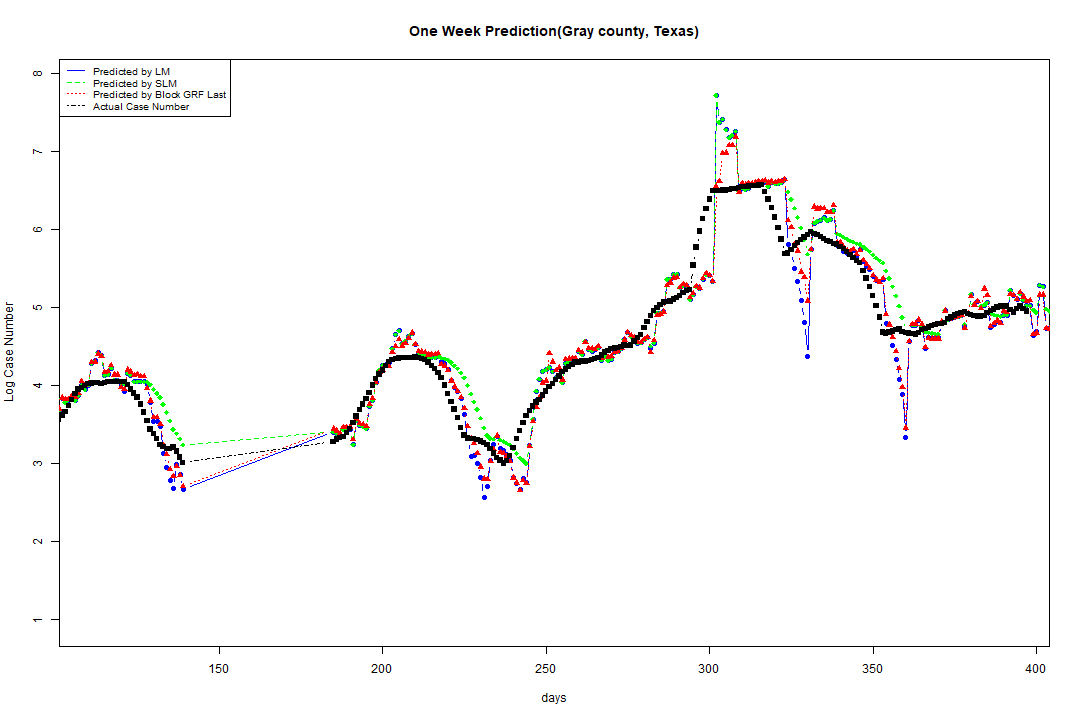 One Week Prediction(Gray county, Texas)
Predicted by LM
Predicted by SLM
Predicted by Block GRF Last
Actual Case Number
8
7
6
5
4
3
2
1
Log Case Number
150 200 250 300 350 400
days